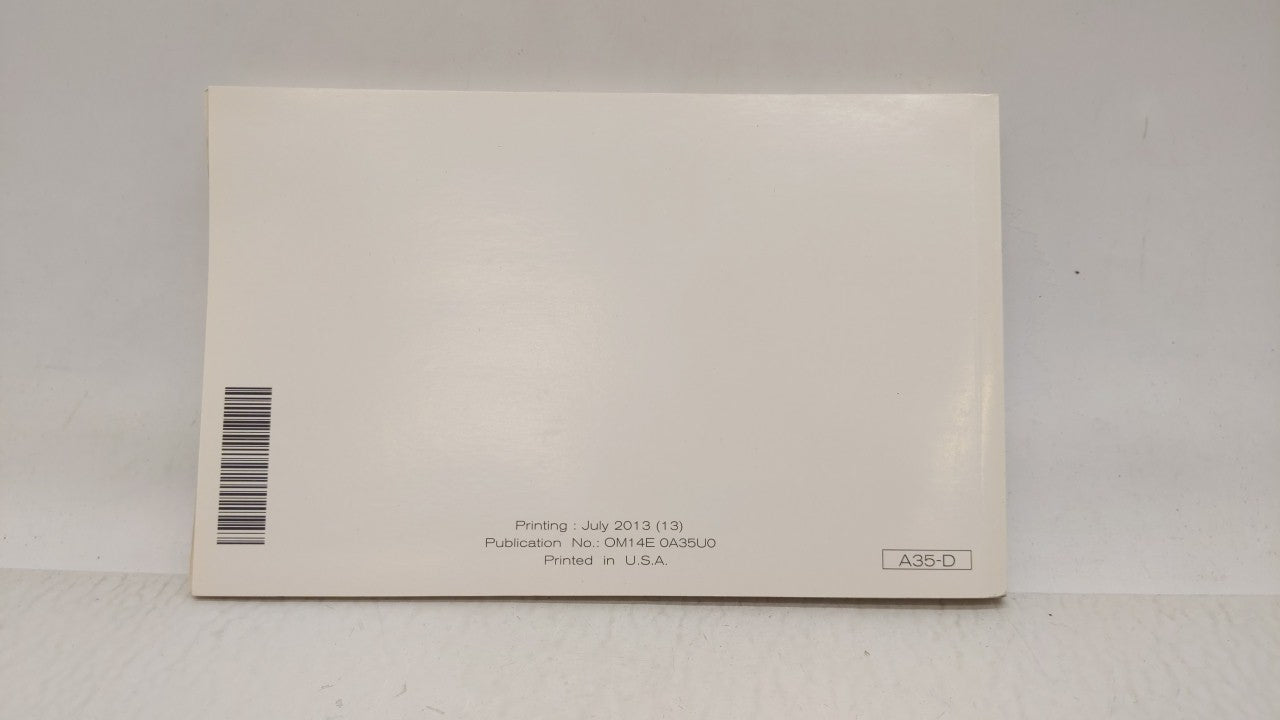 Printing : July 2013 (13)
Publication No.: OM14E 0A35U0
Printed in U.S.A.
A35-D